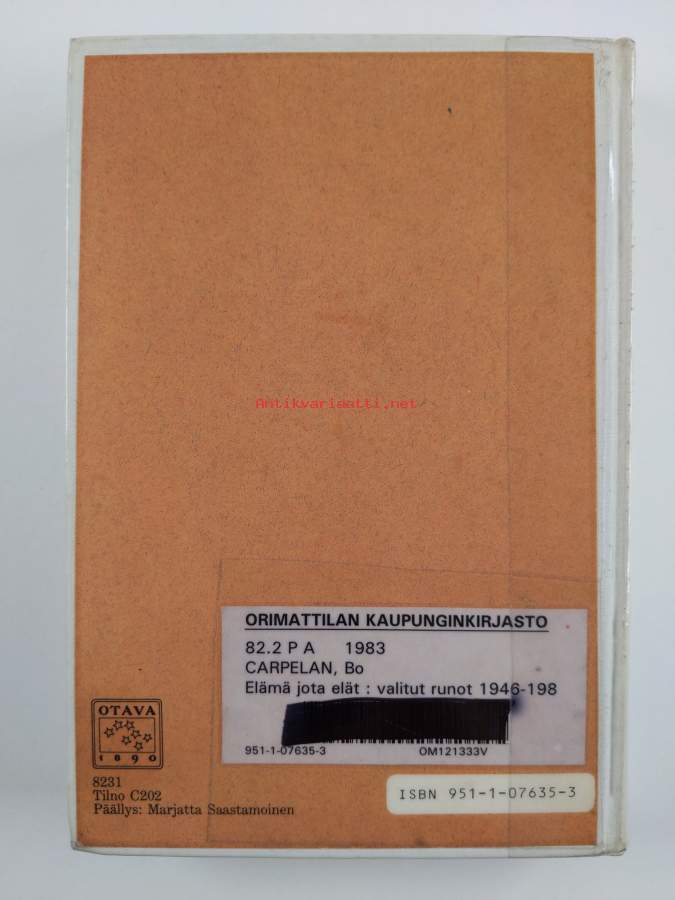 Antikvariaatti.net
ORIMATTILAN KAUPUNGINKIRJASTO
82.2 P A 1983
CARPELAN, Bo
Elämä jota elät : valitut runot 1946-198
951-1-07635-3 OM121333V
OTAVA
1890
8231
Tilno C202
Päällys: Marjatta Saastamoinen
ISBN 951-1-07635-3